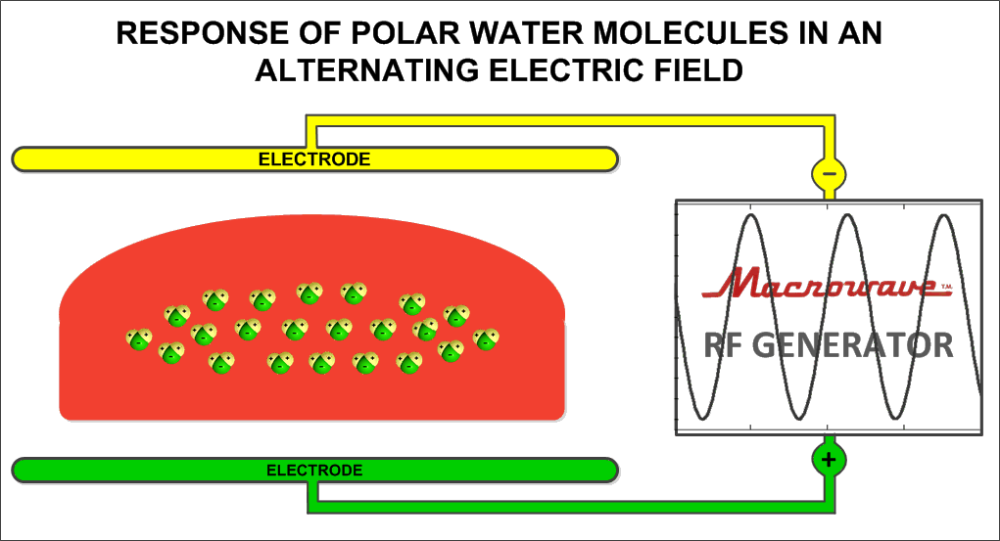 RESPONSE OF POLAR WATER MOLECULES IN AN
ALTERNATING ELECTRIC FIELD
ELECTRODE
−
Macrowave T.M.
RF GENERATOR
+
ELECTRODE